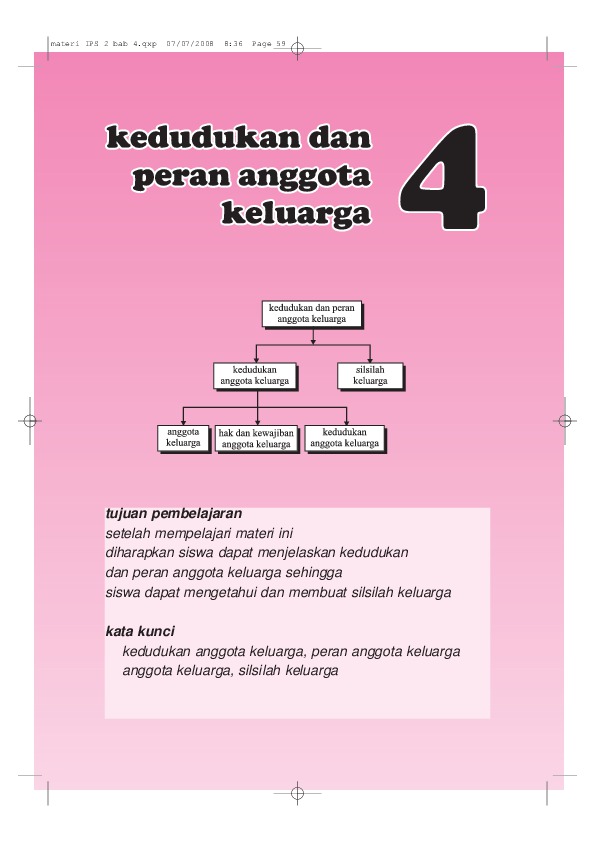 materi IPS 2 bab 4.qxp  07/07/2008  8:36  Page 59
kedudukan dan
peran anggota
keluarga
4
kedudukan dan peran
anggota keluarga
kedudukan
anggota keluarga
silsilah
keluarga
anggota
keluarga
hak dan kewajiban
anggota keluarga
kedudukan
anggota keluarga
tujuan pembelajaran
setelah mempelajari materi ini
diharapkan siswa dapat menjelaskan kedudukan
dan peran anggota keluarga sehingga
siswa dapat mengetahui dan membuat silsilah keluarga
kata kunci
kedudukan anggota keluarga, peran anggota keluarga
anggota keluarga, silsilah keluarga